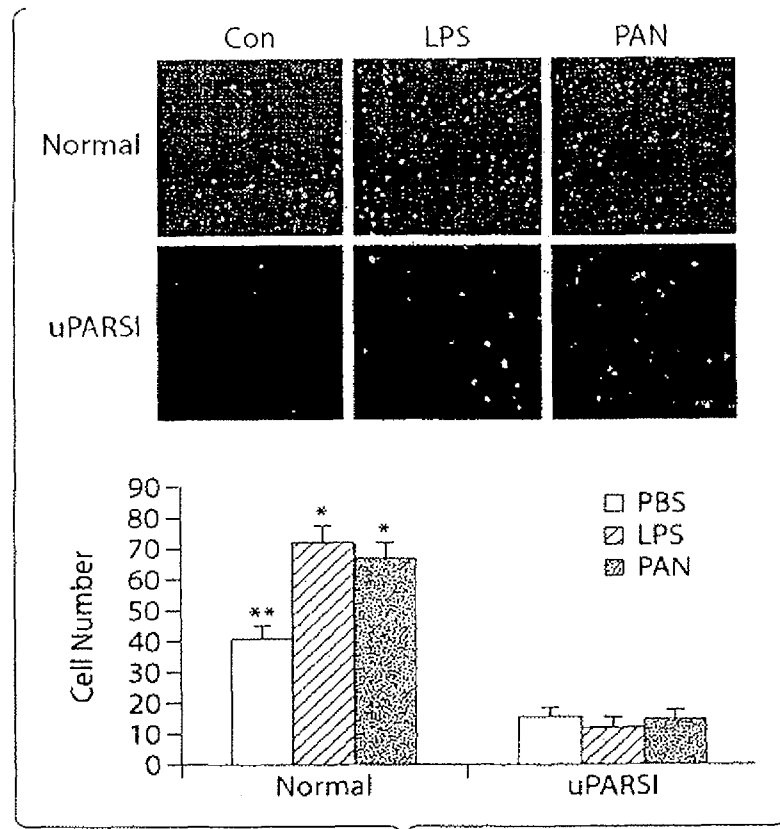 Con LPS PAN
Normal
uPARSI
90
80
70
60
50
40
30
20
10
0
Cell Number
**
*
*
PBS
LPS
PAN
Normal uPARSI